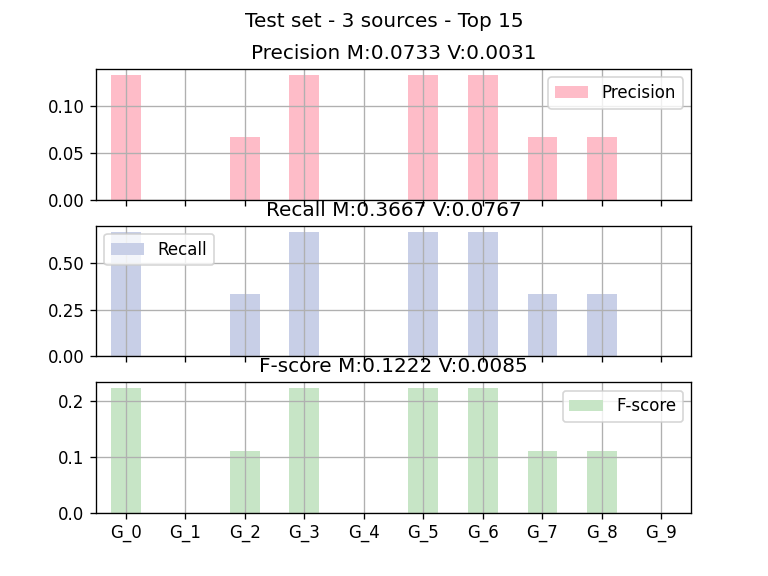 Test set - 3 sources - Top 15
Precision M:0.0733 V:0.0031
0.10
0.05
0.00
Precision
Recall M:0.3667 V:0.0767
0.50
0.25
0.00
Recall
F-score M:0.1222 V:0.0085
0.2
0.1
0.0
F-score
G_0 G_1 G_2 G_3 G_4 G_5 G_6 G_7 G_8 G_9